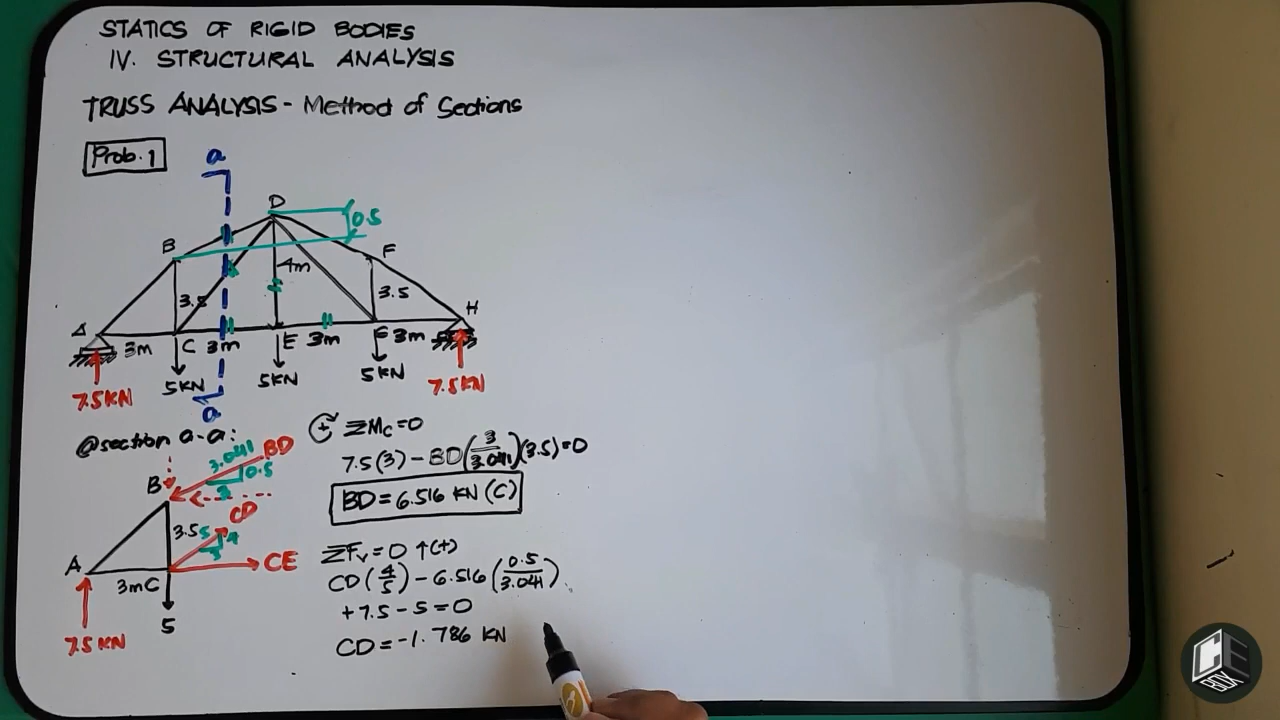 STATICS OF RIGID BODIES
IV. STRUCTURAL ANALYSIS
TRUSS ANALYSIS - Method of Sections
Prob. 1
a
D
0.5
B
F
4m
3.5
3.5
A
H
3m
C
3m
E
3m
G
3m
5KN
5KN
5KN
7.5KN
7.5KN
a
@section a-a:
3.041
BD
0.5
3
B
CD
3.5
5
4
3
A
CE
3m
C
5
7.5KN
+ ΣMc=0
7.5(3) - BD(3/3.041)(3.5)=0
BD = 6.516 KN (C)
ΣFv = 0 ↑(+)
CD(4/5) - 6.516(0.5/3.041)
+7.5 - 5 = 0
CD = -1.786 KN
CE
BOX